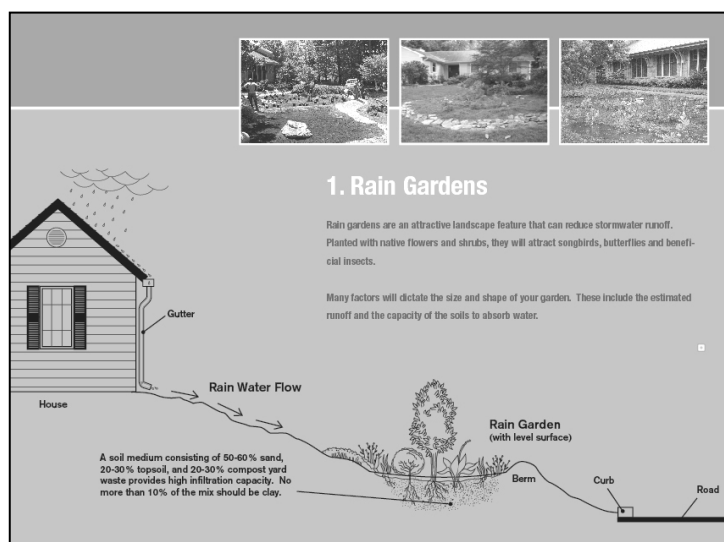 1. Rain Gardens
Rain gardens are an attractive landscape feature that can reduce stormwater runoff.
Planted with native flowers and shrubs, they will attract songbirds, butterflies and benefi-
cial insects.
Many factors will dictate the size and shape of your garden. These include the estimated
runoff and the capacity of the soils to absorb water.
Gutter
House
Rain Water Flow
Rain Garden
(with level surface)
A soil medium consisting of 50-60% sand,
20-30% topsoil, and 20-30% compost yard
waste provides high infiltration capacity. No
more than 10% of the mix should be clay.
Berm
Curb
Road